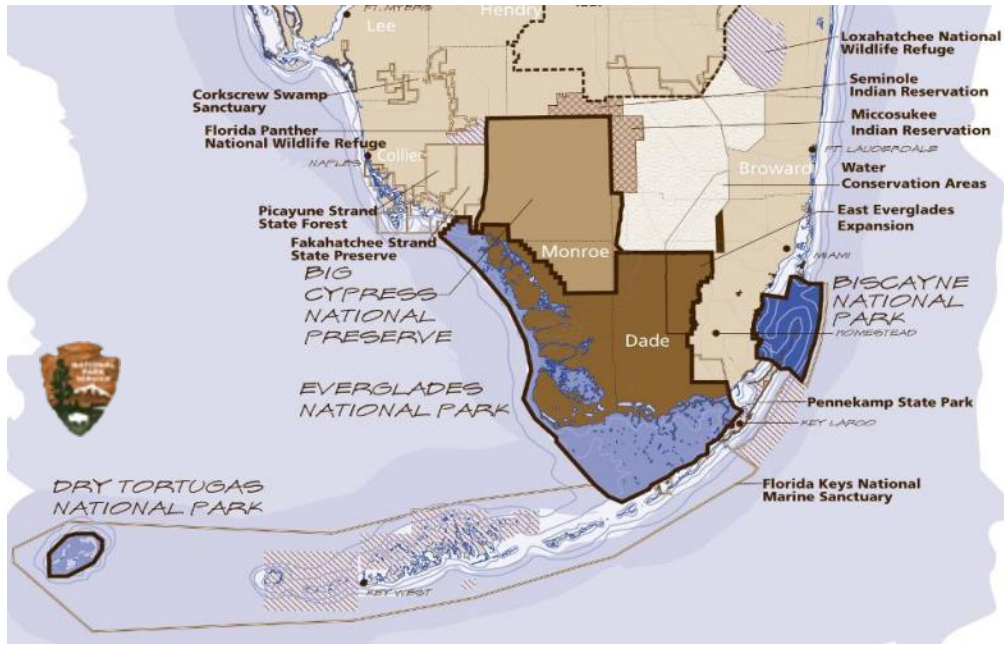 FT. MYERS
Lee
Hendry
Loxahatchee National
Wildlife Refuge
Seminole
Indian Reservation
Corkscrew Swamp
Sanctuary
Miccosukee
Indian Reservation
Florida Panther
National Wildlife Refuge
FT LAUDERDALE
NAPLES
Collier
Broward
Water
Conservation Areas
Picayune Strand
State Forest
East Everglades
Expansion
Fakahatchee Strand
State Preserve
Monroe
MIAMI
BIG
CYPRESS
NATIONAL
PRESERVE
BISCAYNE
NATIONAL
PARK
HOMESTEAD
Dade
NATIONAL
PARK
SERVICE
EVERGLADES
NATIONAL PARK
Pennekamp State Park
KEY LARGO
DRY TORTUGAS
NATIONAL PARK
Florida Keys National
Marine Sanctuary
KEY WEST